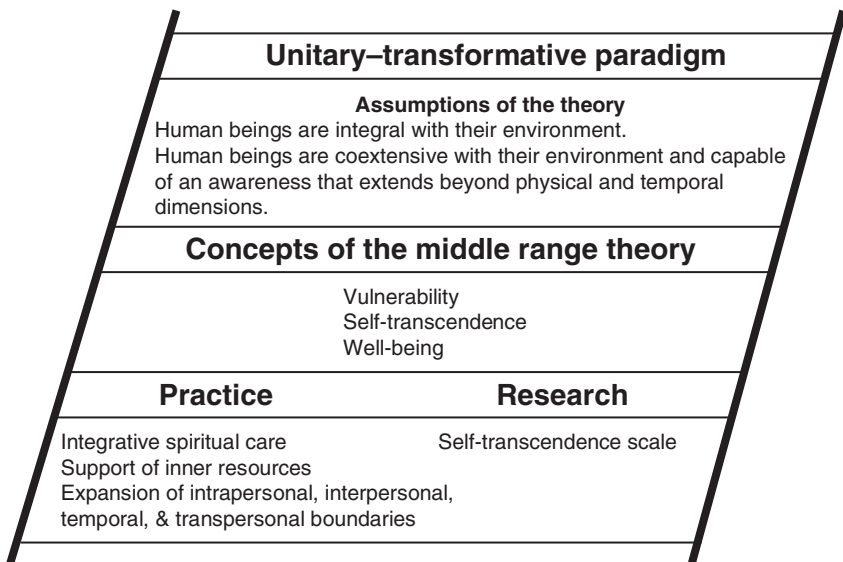 Unitary–transformative paradigm
Assumptions of the theory
Human beings are integral with their environment.
Human beings are coextensive with their environment and capable
of an awareness that extends beyond physical and temporal
dimensions.
Concepts of the middle range theory
Vulnerability
Self-transcendence
Well-being
Practice
Integrative spiritual care
Support of inner resources
Expansion of intrapersonal, interpersonal,
temporal, & transpersonal boundaries
Research
Self-transcendence scale